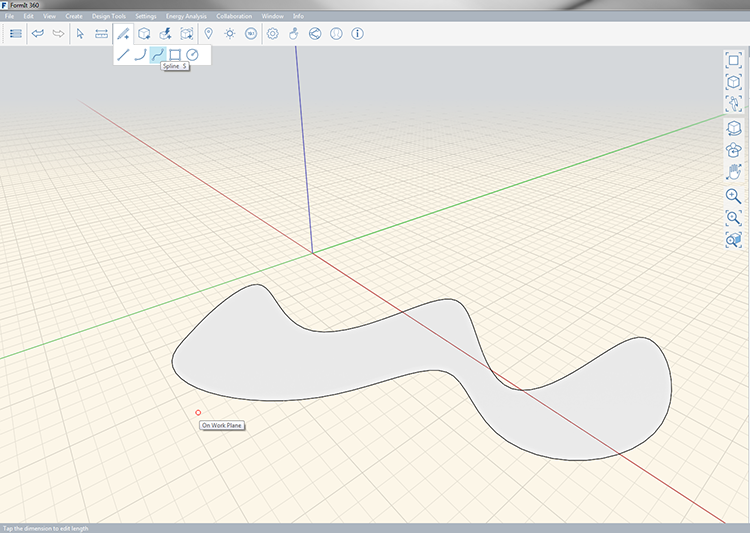 FormIt 360
File Edit View Create Design Tools Settings Energy Analysis Collaboration Window Info
Spline S
On Work Plane
Tap the dimension to edit length.